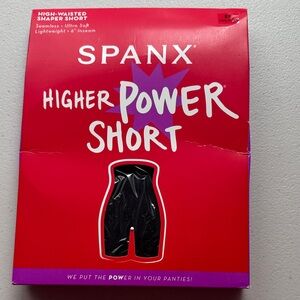 HIGH-WAISTED
SHAPER SHORT
Seamless • Ultra Soft
Lightweight • 6" Inseam
SPANX®
HIGHER POWER
SHORT
WE PUT THE POWER IN YOUR PANTIES!